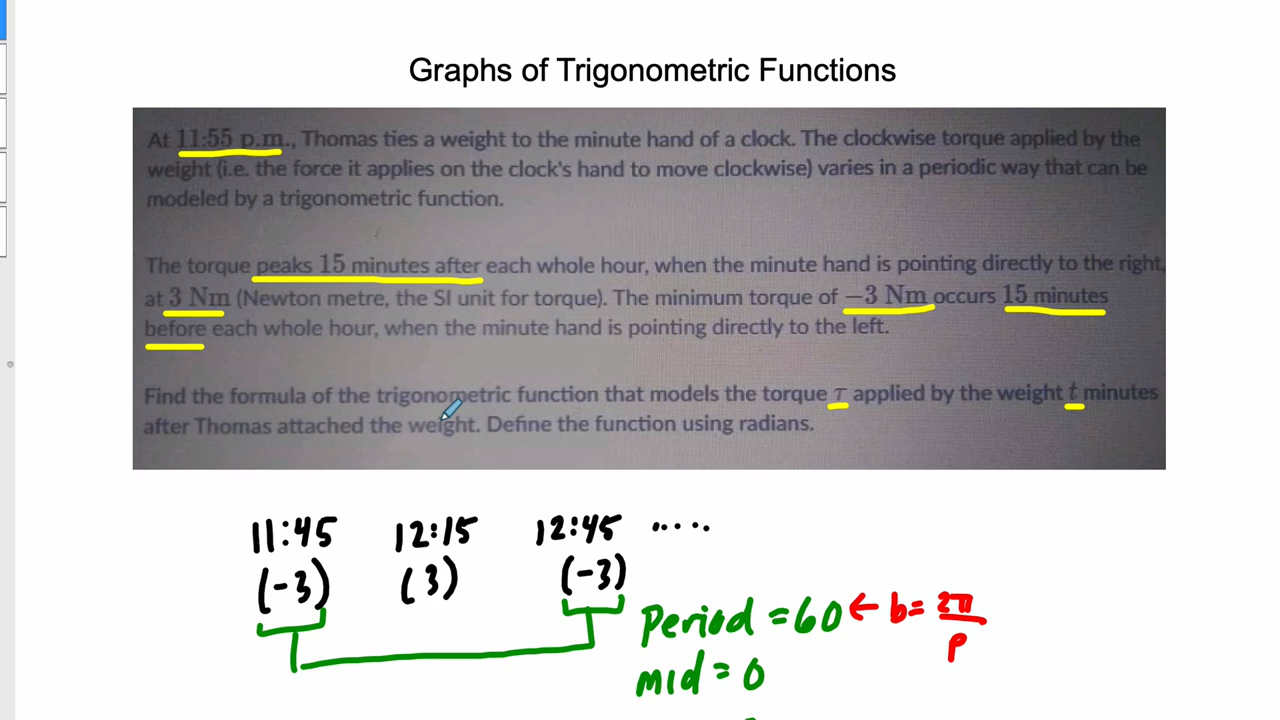 Graphs of Trigonometric Functions
At 11:55 p.m., Thomas ties a weight to the minute hand of a clock. The clockwise torque applied by the
weight (i.e. the force it applies on the clock's hand to move clockwise) varies in a periodic way that can be
modeled by a trigonometric function.
The torque peaks 15 minutes after each whole hour, when the minute hand is pointing directly to the right,
at 3 Nm (Newton metre, the SI unit for torque). The minimum torque of −3 Nm occurs 15 minutes
before each whole hour, when the minute hand is pointing directly to the left.
Find the formula of the trigonometric function that models the torque τ applied by the weight t minutes
after Thomas attached the weight. Define the function using radians.
11:45 12:15 12:45 .....
(-3) (3) (-3)
Period = 60 ← b = 2π/P
mid = 0